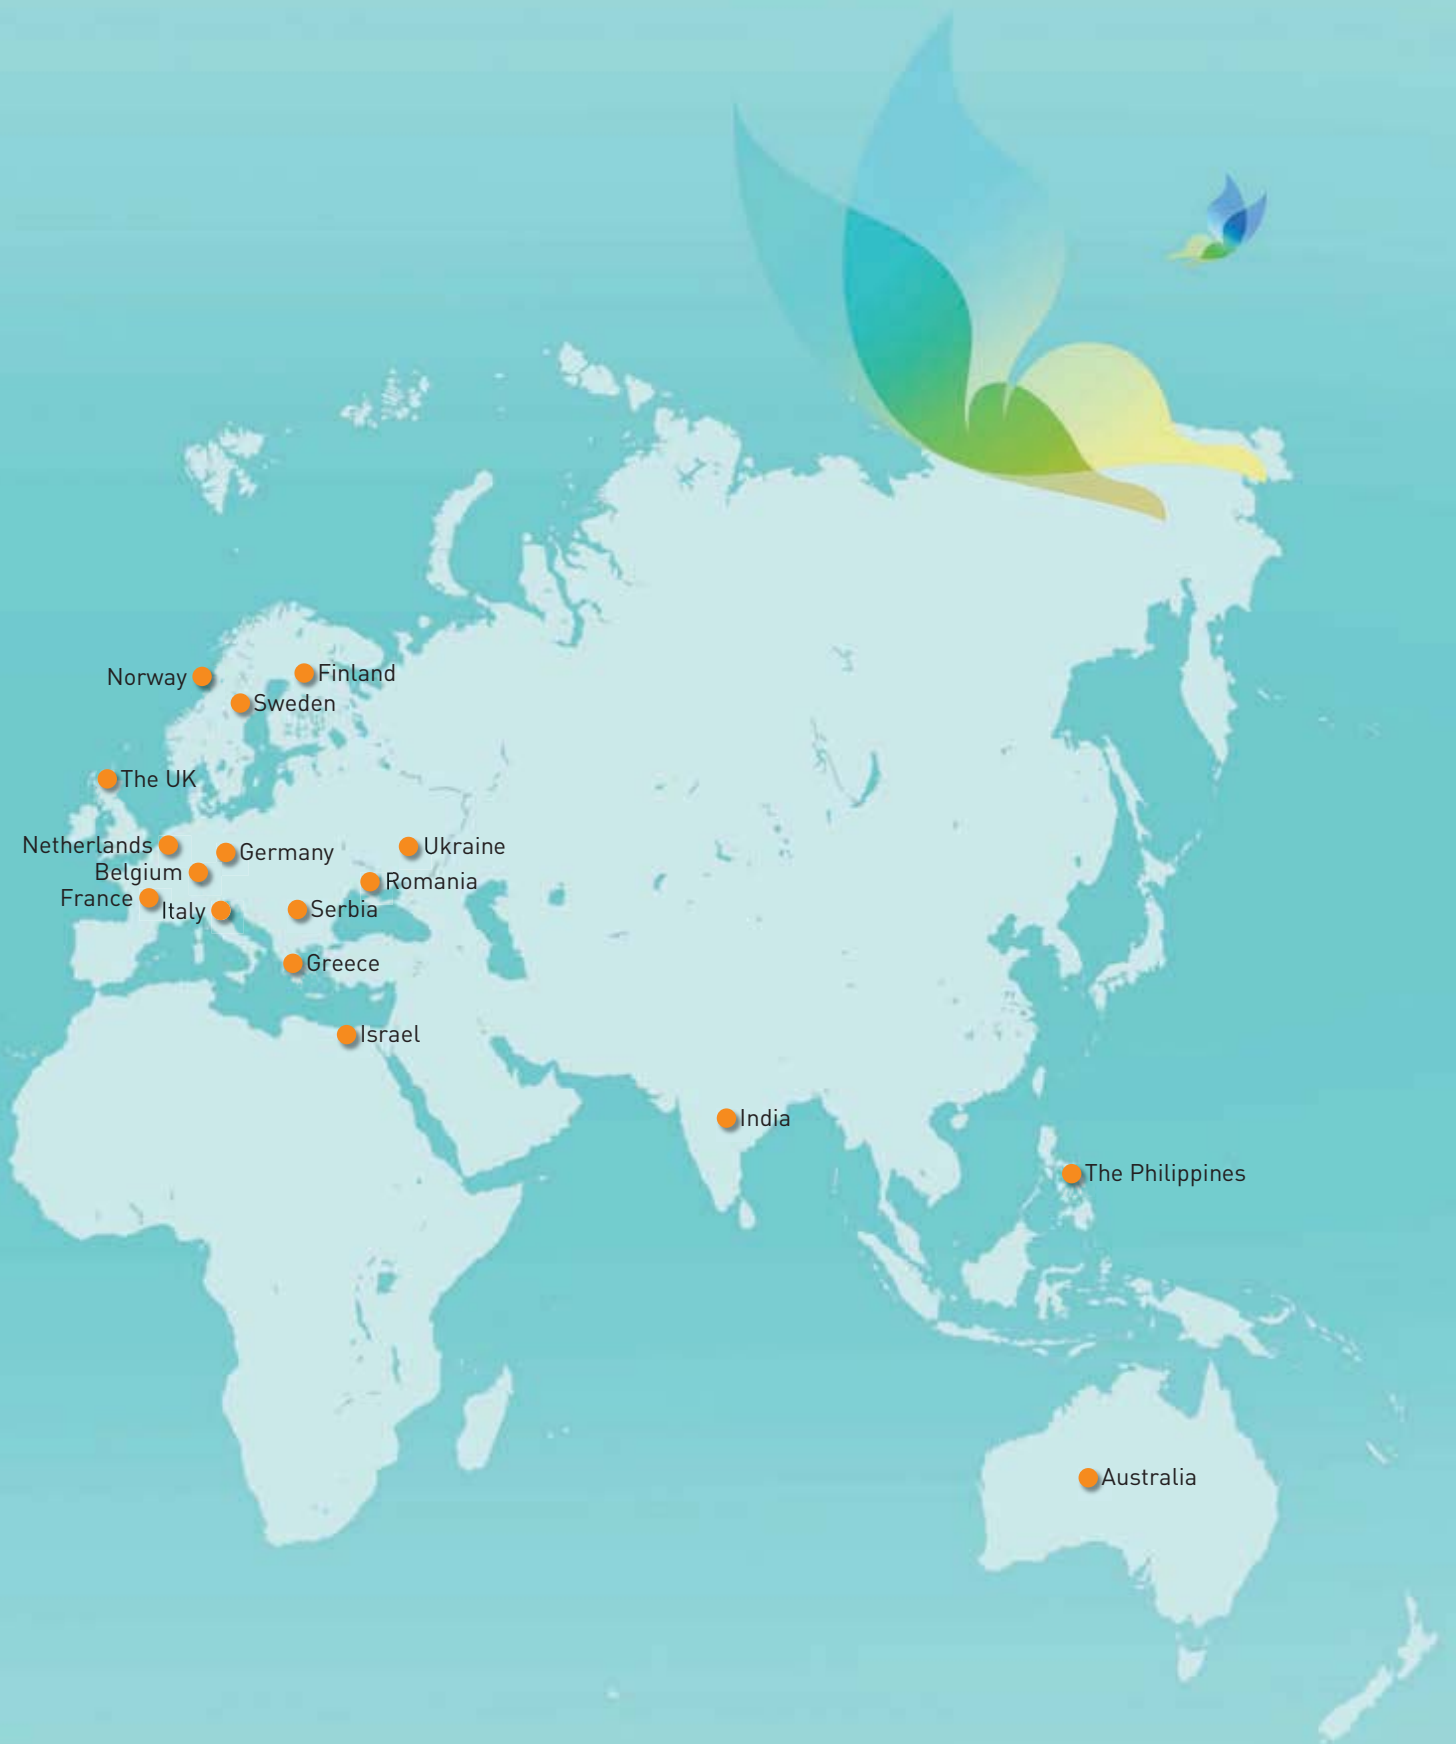 Norway
Finland
Sweden
The UK
Netherlands
Germany
Ukraine
Belgium
Romania
France
Italy
Serbia
Greece
Israel
India
The Philippines
Australia